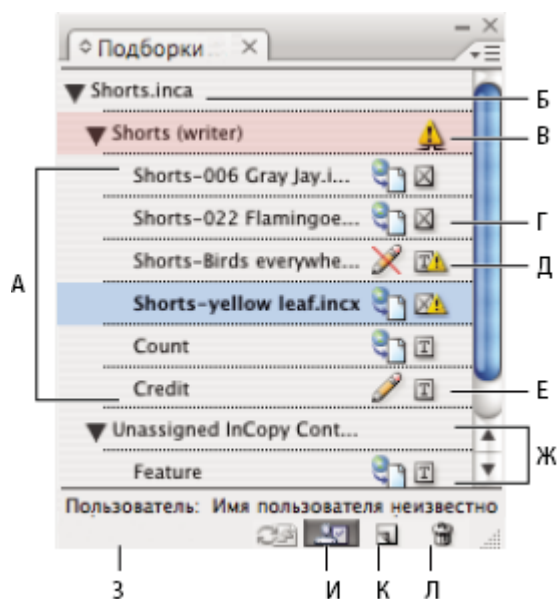 Подборки
Shorts.inca
Б
Shorts (writer)
В
Shorts-006 Gray Jay.i...
Shorts-022 Flamingoe...
Г
А
Shorts-Birds everywhe...
Д
Shorts-yellow leaf.incx
Count
Credit
Е
Unassigned InCopy Cont...
Ж
Feature
Пользователь: Имя пользователя неизвестно
З И К Л